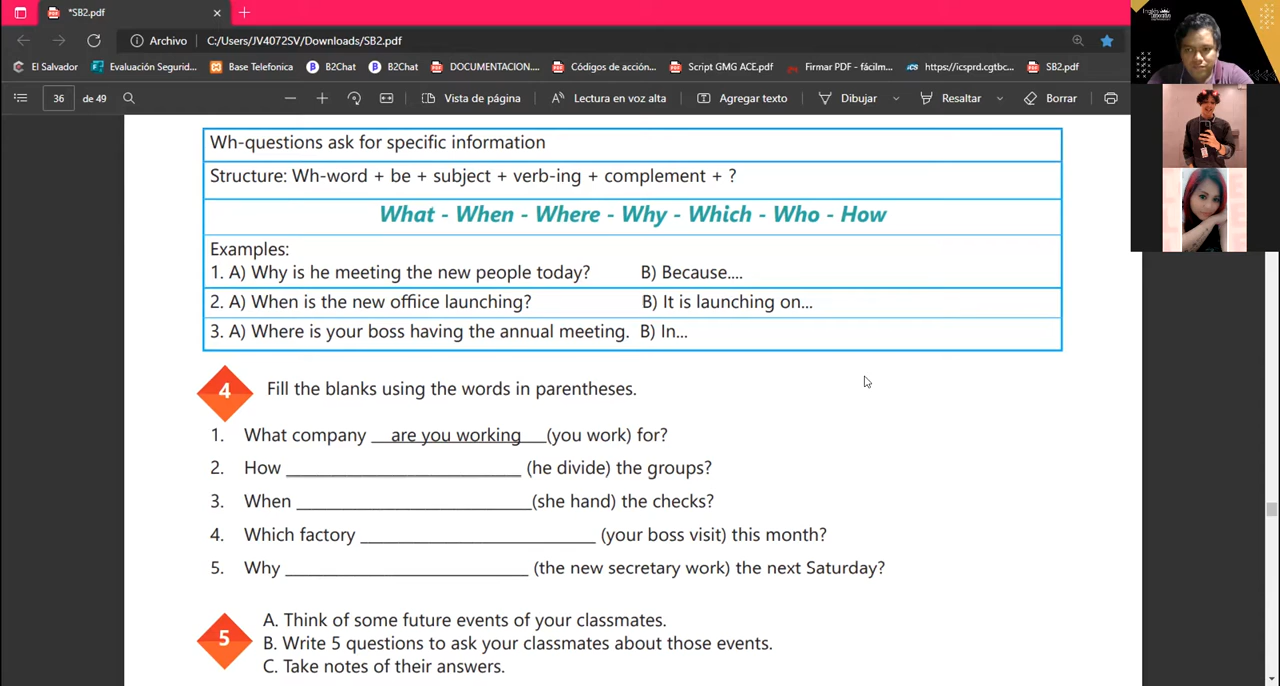 *SB2.pdf
Archivo C:/Users/JV4072SV/Downloads/SB2.pdf
El Salvador Evaluación Segurid... Base Telefonica B2Chat B2Chat DOCUMENTACION.... Códigos de acción... Script GMG ACE.pdf Firmar PDF - fácilm... https://icsprd.cgtbc... SB2.pdf
36 de 49 Vista de página Lectura en voz alta Agregar texto Dibujar Resaltar Borrar
Wh-questions ask for specific information
Structure: Wh-word + be + subject + verb-ing + complement + ?
What - When - Where - Why - Which - Who - How
Examples:
1. A) Why is he meeting the new people today? B) Because....
2. A) When is the new office launching? B) It is launching on...
3. A) Where is your boss having the annual meeting. B) In...
4 Fill the blanks using the words in parentheses.
1. What company __are you working___(you work) for?
2. How ________________________ (he divide) the groups?
3. When ________________________(she hand) the checks?
4. Which factory ________________________ (your boss visit) this month?
5. Why _________________________ (the new secretary work) the next Saturday?
5 A. Think of some future events of your classmates.
B. Write 5 questions to ask your classmates about those events.
C. Take notes of their answers.